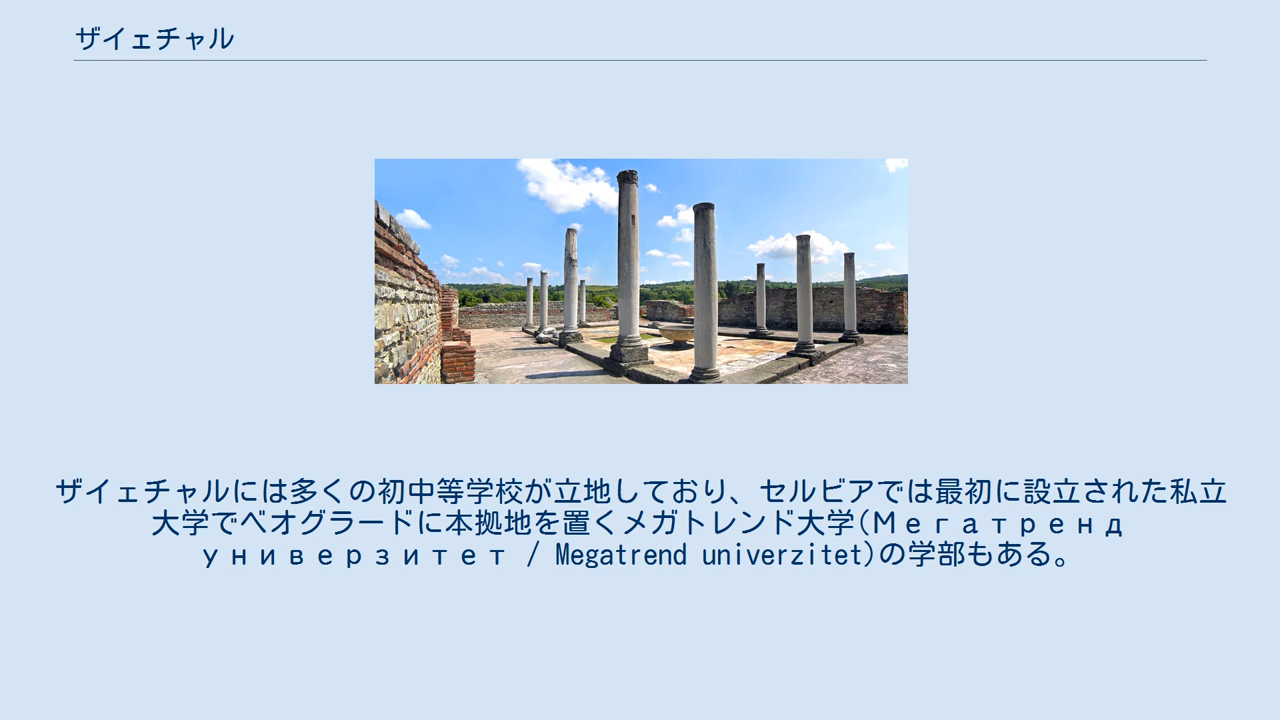 ザイェチャル
ザイェチャルには多くの初中等学校が立地しており、セルビアでは最初に設立された私立
大学でベオグラードに本拠地を置くメガトレンド大学(Мегатренд
универзитет / Megatrend univerzitet)の学部もある。